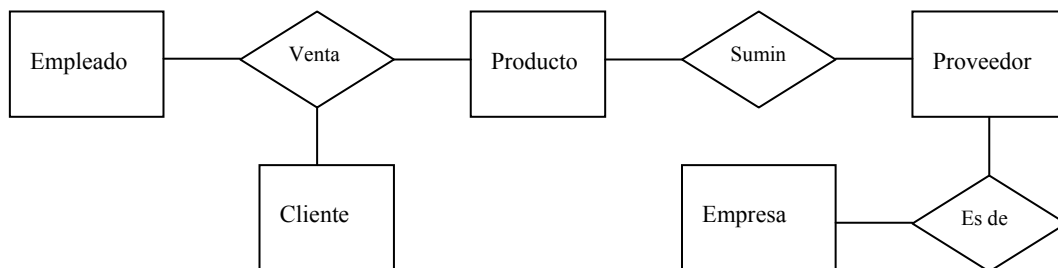 Empleado
Venta
Producto
Sumin
Proveedor
Cliente
Empresa
Es de